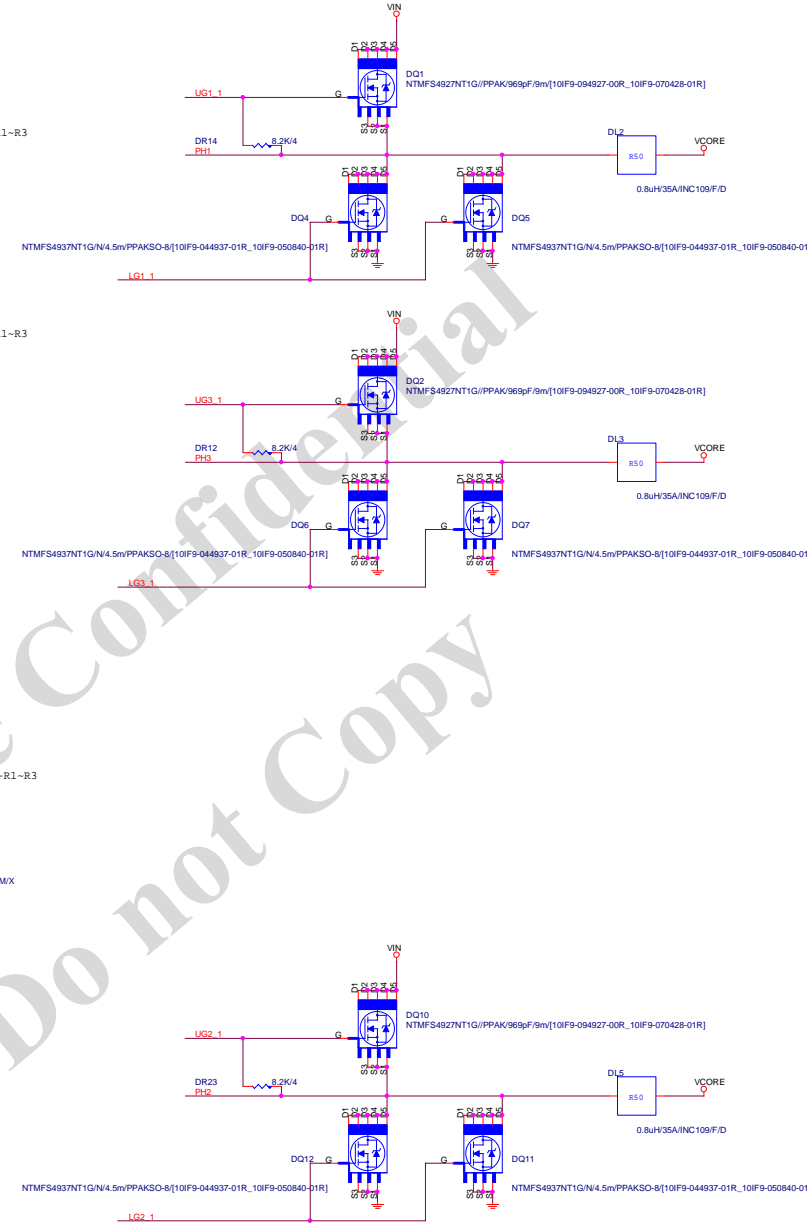 VIN
D1 D2 D3 D4 D5
DQ1
NTMFS4927NT1G//PPAK/969pF/9m/[10IF9-094927-00R_10IF9-070428-01R]
UG1_1
G
S3 S2 S1
1~R3
DR14
8.2K/4
PH1
DL2
R50
VCORE
0.8uH/35A/INC109/F/D
D1 D2 D3 D4 D5
D1 D2 D3 D4 D5
DQ4
G
G
DQ5
NTMFS4937NT1G/N/4.5m/PPAKSO-8/[10IF9-044937-01R_10IF9-050840-01R]
NTMFS4937NT1G/N/4.5m/PPAKSO-8/[10IF9-044937-01R_10IF9-050840-01
S3 S2 S1
S3 S2 S1
LG1_1
VIN
1~R3
D1 D2 D3 D4 D5
DQ2
NTMFS4927NT1G//PPAK/969pF/9m/[10IF9-094927-00R_10IF9-070428-01R]
UG3_1
G
S3 S2 S1
DR12
8.2K/4
PH3
DL3
R50
VCORE
0.8uH/35A/INC109/F/D
D1 D2 D3 D4 D5
D1 D2 D3 D4 D5
DQ6
G
G
DQ7
NTMFS4937NT1G/N/4.5m/PPAKSO-8/[10IF9-044937-01R_10IF9-050840-01R]
NTMFS4937NT1G/N/4.5m/PPAKSO-8/[10IF9-044937-01R_10IF9-050840-01
S3 S2 S1
S3 S2 S1
LG3_1
Confidential
Do not Copy
-R1~R3
M/X
VIN
D1 D2 D3 D4 D5
DQ10
NTMFS4927NT1G//PPAK/969pF/9m/[10IF9-094927-00R_10IF9-070428-01R]
UG2_1
G
S3 S2 S1
DR23
8.2K/4
PH2
DL5
R50
VCORE
0.8uH/35A/INC109/F/D
D1 D2 D3 D4 D5
D1 D2 D3 D4 D5
DQ12
G
G
DQ11
NTMFS4937NT1G/N/4.5m/PPAKSO-8/[10IF9-044937-01R_10IF9-050840-01R]
NTMFS4937NT1G/N/4.5m/PPAKSO-8/[10IF9-044937-01R_10IF9-050840-01
S3 S2 S1
S3 S2 S1
LG2_1